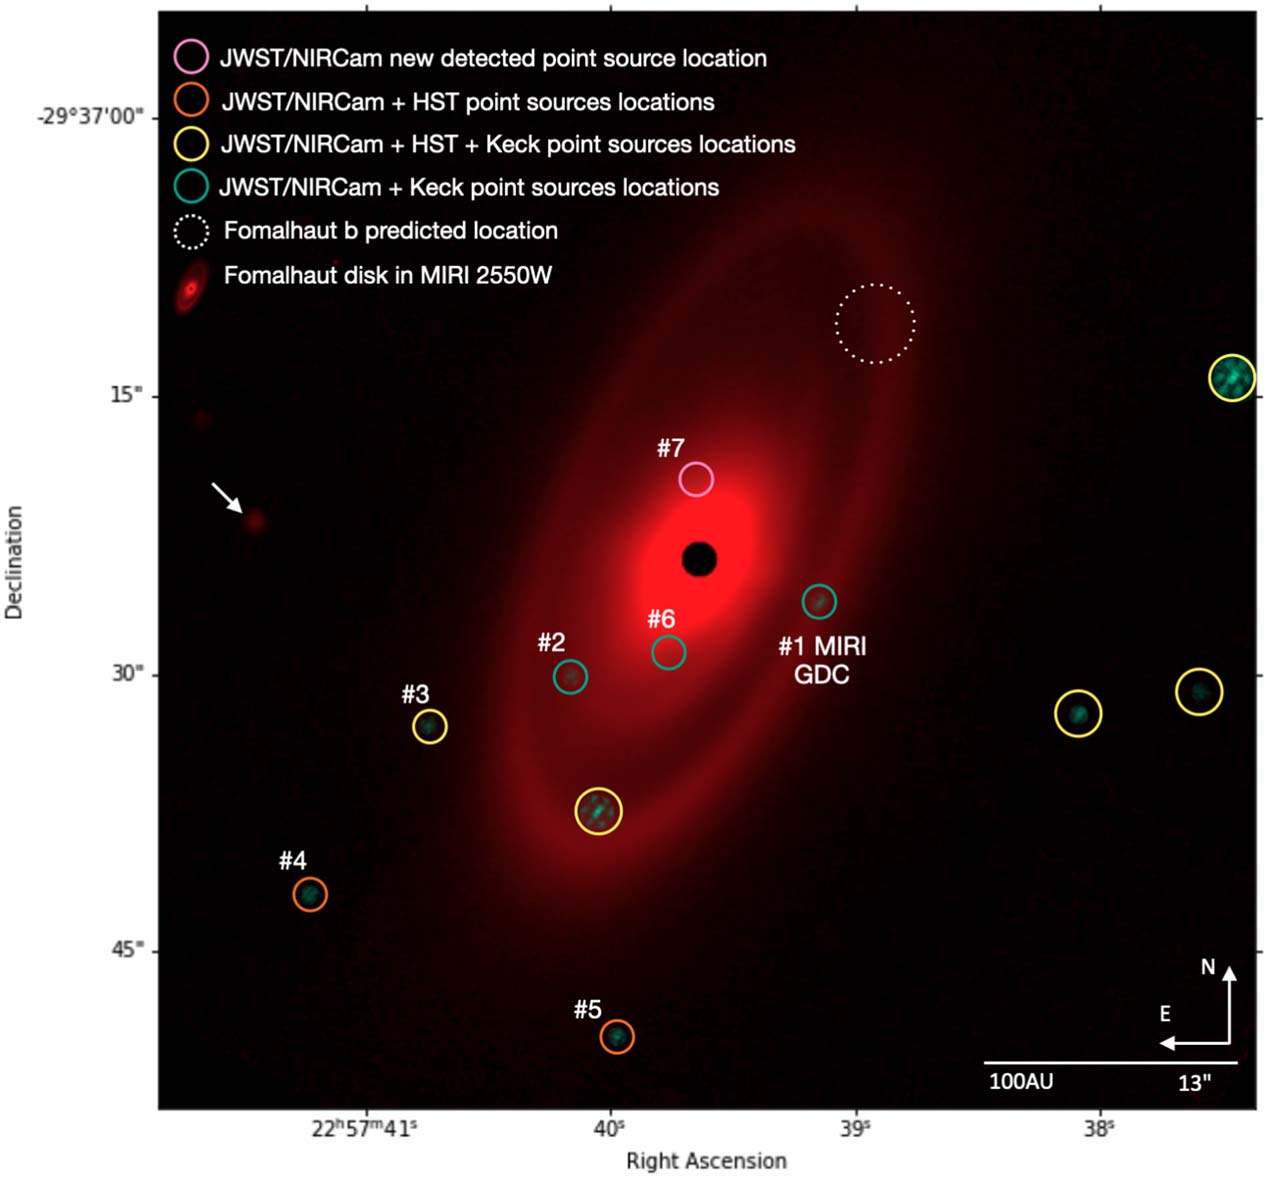 JWST/NIRCam new detected point source location
JWST/NIRCam + HST point sources locations
JWST/NIRCam + HST + Keck point sources locations
JWST/NIRCam + Keck point sources locations
Fomalhaut b predicted location
Fomalhaut disk in MIRI 2550W
-29°37'00"
15"
30"
45"
Declination
#7
#6
#2
#1 MIRI
GDC
#3
#4
#5
N
E
100AU 13"
22ʰ57ᵐ41ˢ 40ˢ 39ˢ 38ˢ
Right Ascension